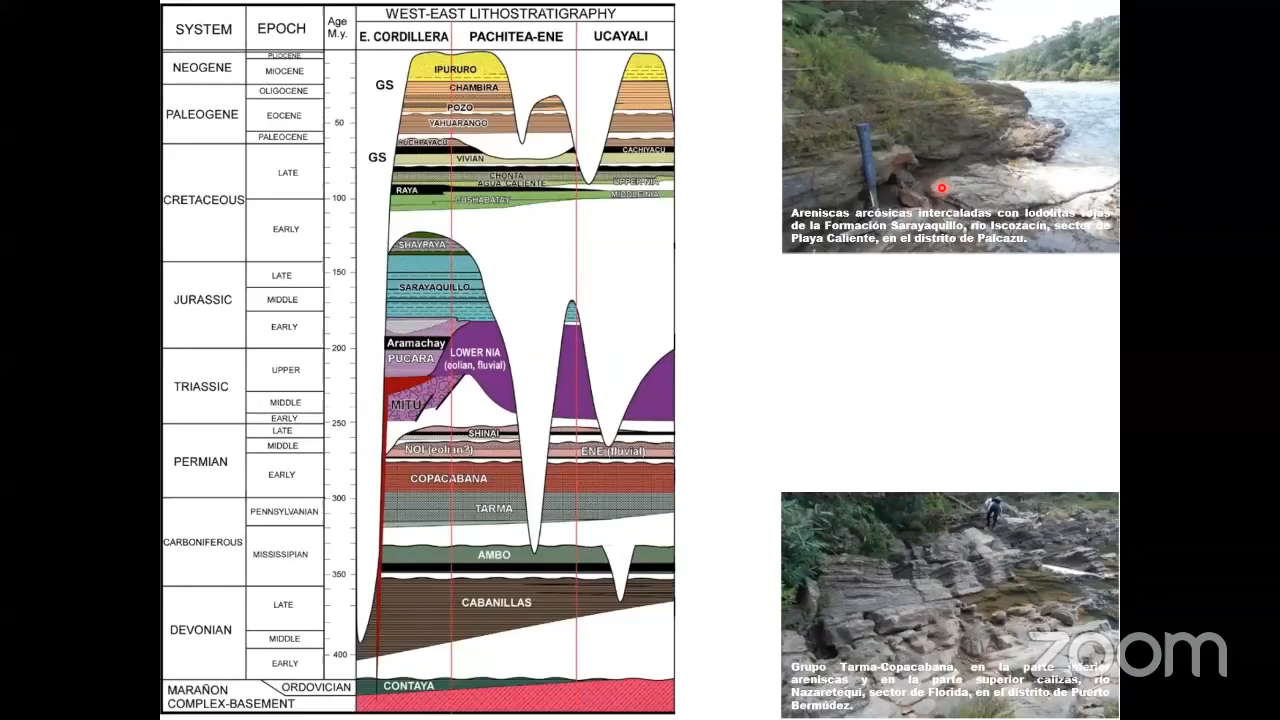 WEST-EAST LITHOSTRATIGRAPHY
SYSTEM
EPOCH
Age
M.y.
E. CORDILLERA
PACHITEA-ENE
UCAYALI
NEOGENE
PLIOCENE
MIOCENE
PALEOGENE
OLIGOCENE
EOCENE
PALEOCENE
CRETACEOUS
LATE
EARLY
JURASSIC
LATE
MIDDLE
EARLY
TRIASSIC
UPPER
MIDDLE
EARLY
PERMIAN
LATE
MIDDLE
EARLY
CARBONIFEROUS
PENNSYLVANIAN
MISSISSIPIAN
DEVONIAN
LATE
MIDDLE
EARLY
MARAÑON
COMPLEX-BASEMENT
ORDOVICIAN
50
100
150
200
250
300
350
400
GS
GS
IPURURO
CHAMBIRA
POZO
YAHUARANGO
HUCHPAYACU
CACHIYACU
VIVIAN
CHONTA
AGUA CALIENTE
UPPER NIA
RAYA
MIDDLE NIA
CUSHABATAY
SHAYPAYA
SARAYAQUILLO
Aramachay
PUCARA
LOWER NIA
(eolian, fluvial)
MITU
SHINAI
NOI (eolian?)
ENE (fluvial)
COPACABANA
TARMA
AMBO
CABANILLAS
CONTAYA
Areniscas arcósicas intercaladas con lodolitas rojas
de la Formación Sarayaquillo, río Iscozacín, sector de
Playa Caliente, en el distrito de Palcazu.
Grupo Tarma-Copacabana, en la parte inferior
areniscas y en la parte superior calizas, río
Nazaretequi, sector de Florida, en el distrito de Puerto
Bermúdez.
zoom